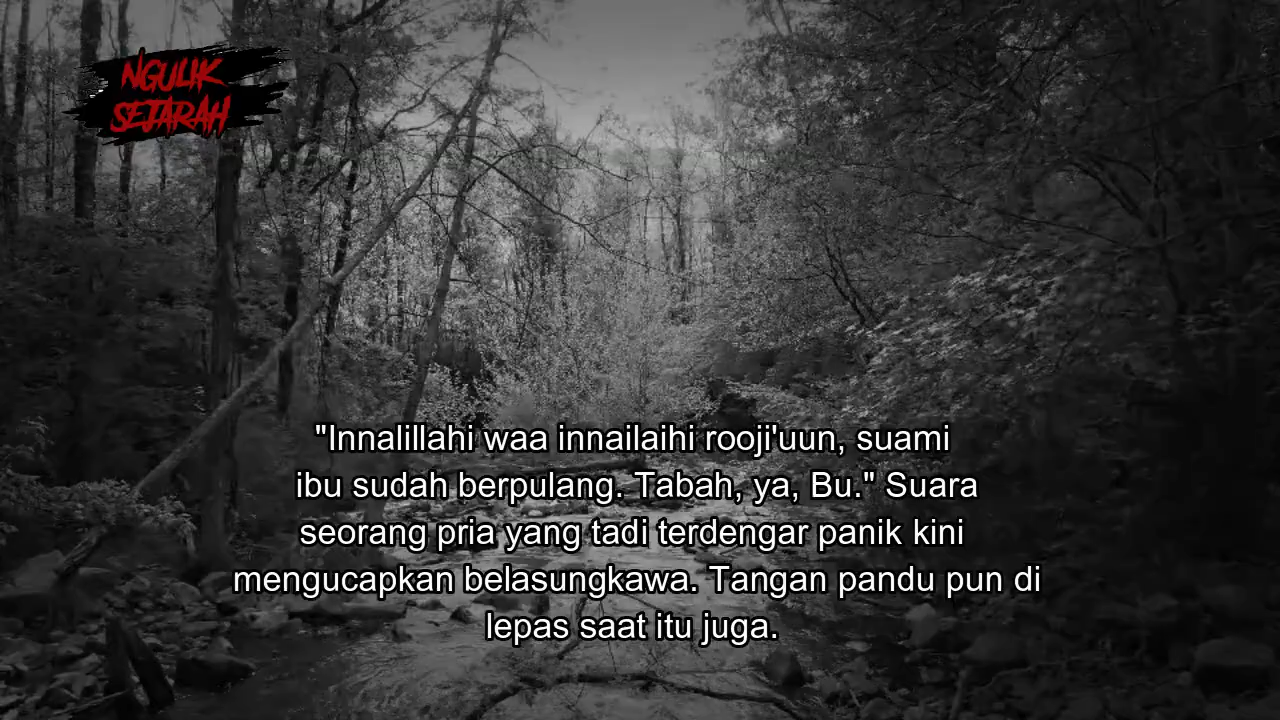 NGULIK
SEJARAH
"Innalillahi waa innailaihi rooji'uun, suami
ibu sudah berpulang. Tabah, ya, Bu." Suara
seorang pria yang tadi terdengar panik kini
mengucapkan belasungkawa. Tangan pandu pun di
lepas saat itu juga.